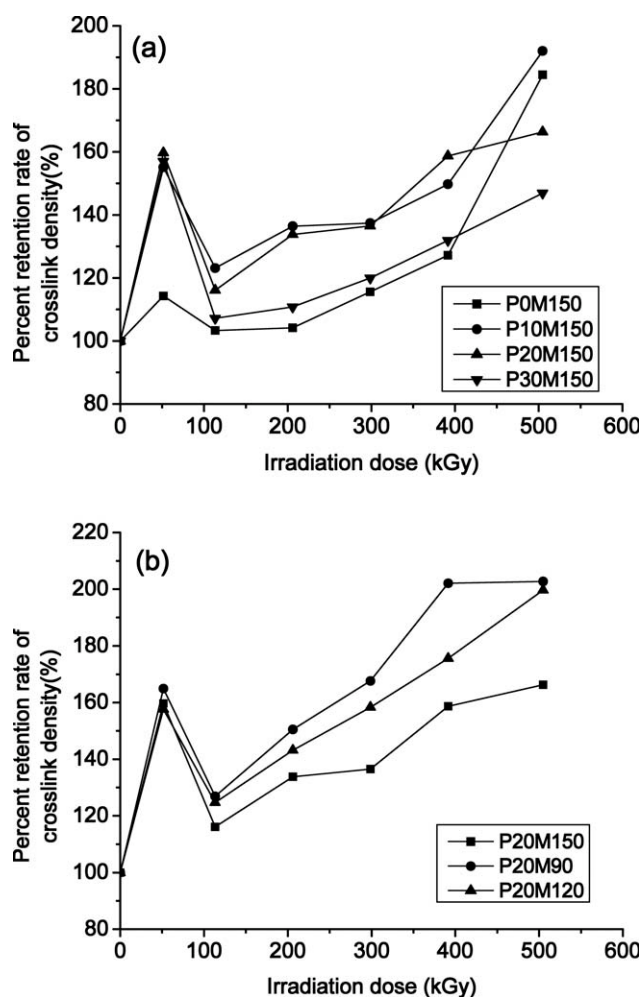 (a)
Percent retention rate of
crosslink density(%)
200
180
160
140
120
100
80
0 100 200 300 400 500 600
Irradiation dose (kGy)
P0M150
P10M150
P20M150
P30M150
(b)
Percent retention rate of
crosslink density(%)
220
200
180
160
140
120
100
80
0 100 200 300 400 500 600
Irradiation dose (kGy)
P20M150
P20M90
P20M120